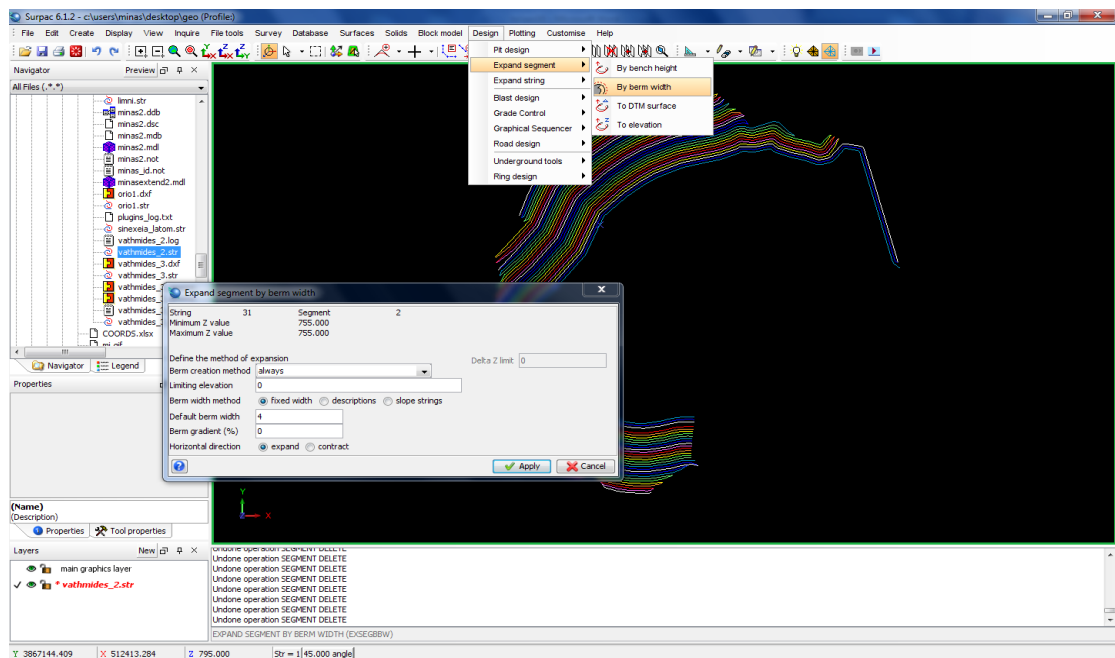 Surpac 6.1.2 - c:\users\minas\desktop\geo (Profile:)
File Edit Create Display View Inquire File tools Survey Database Surfaces Solids Block model Design Plotting Customise Help
Navigator Preview
All Files (.*.*)
limni.str
minas2.ddb
minas2.dsc
minas2.mdb
minas2.mdl
minas2.not
minas_id.not
minasextend2.mdl
orio1.dxf
orio1.str
plugins_log.txt
sinexeia_latom.str
vathmides_2.log
vathmides_2.str
vathmides_3.dxf
vathmides_3.str
vathmides_
vathmides_
vathmides_
vathmides_
COORDS.xlsx
Navigator Legend
Properties
(Name)
(Description)
Properties Tool properties
Layers New
main graphics layer
* vathmides_2.str
Pit design
Expand segment
Expand string
Blast design
Grade Control
Graphical Sequencer
Road design
Underground tools
Ring design
By bench height
By berm width
To DTM surface
To elevation
Expand segment by berm width
String 31 Segment 2
Minimum Z value 755.000
Maximum Z value 755.000
Define the method of expansion
Delta Z limit 0
Berm creation method always
Limiting elevation 0
Berm width method fixed width descriptions slope strings
Default berm width 4
Berm gradient (%) 0
Horizontal direction expand contract
Apply Cancel
Y
Z X
Undone operation SEGMENT DELETE
Undone operation SEGMENT DELETE
Undone operation SEGMENT DELETE
Undone operation SEGMENT DELETE
Undone operation SEGMENT DELETE
Undone operation SEGMENT DELETE
Undone operation SEGMENT DELETE
Undone operation SEGMENT DELETE
EXPAND SEGMENT BY BERM WIDTH (EXSEGBBW)
Y 3867144.409 X 512413.284 Z 795.000 Str = 1 45.000 angle